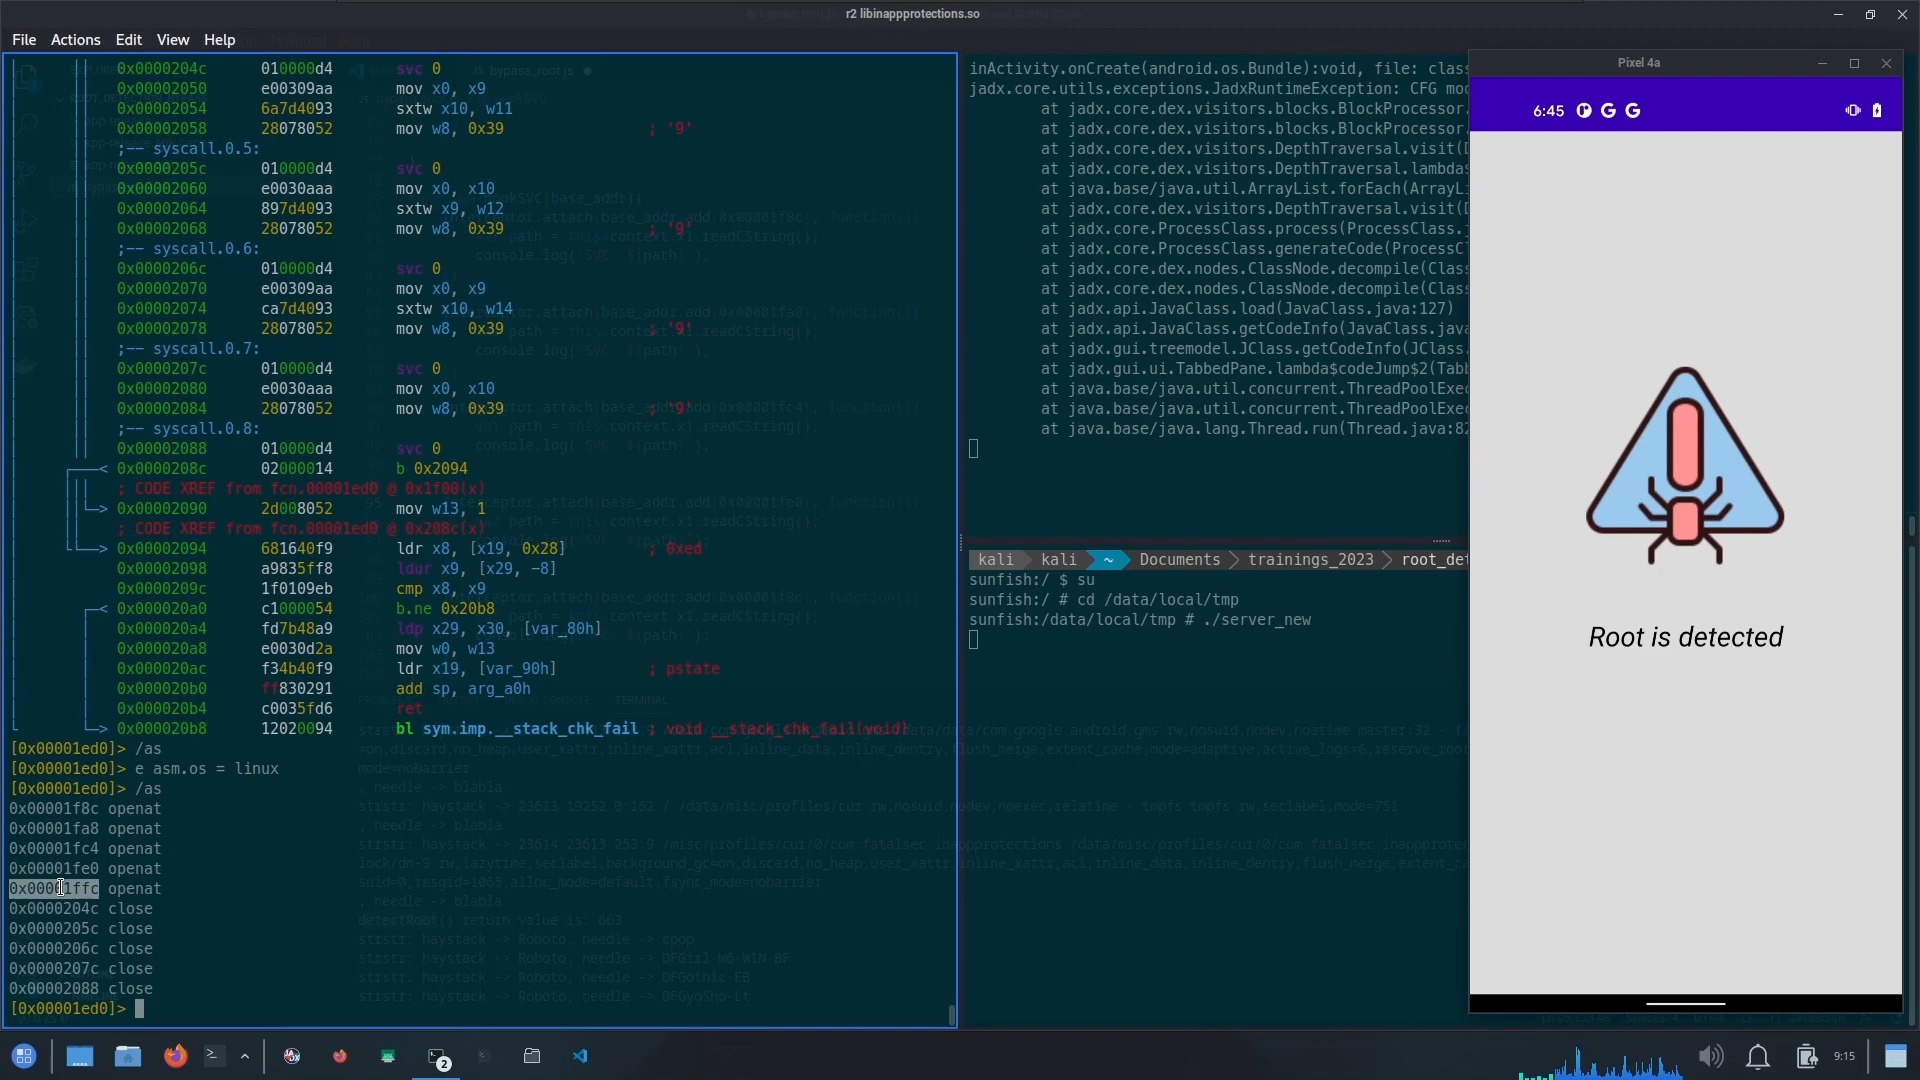 r2 libinappprotections.so
File Actions Edit View Help
0x0000204c 010000d4 svc 0
0x00002050 e00309aa mov x0, x9
0x00002054 6a7d4093 sxtw x10, w11
0x00002058 28078052 mov w8, 0x39 ; '9'
;-- syscall.0.5:
0x0000205c 010000d4 svc 0
0x00002060 e0030aaa mov x0, x10
0x00002064 897d4093 sxtw x9, w12
0x00002068 28078052 mov w8, 0x39 ; '9'
;-- syscall.0.6:
0x0000206c 010000d4 svc 0
0x00002070 e00309aa mov x0, x9
0x00002074 ca7d4093 sxtw x10, w14
0x00002078 28078052 mov w8, 0x39 ; '9'
;-- syscall.0.7:
0x0000207c 010000d4 svc 0
0x00002080 e0030aaa mov x0, x10
0x00002084 28078052 mov w8, 0x39 ; '9'
;-- syscall.0.8:
0x00002088 010000d4 svc 0
0x0000208c 02000014 b 0x2094
; CODE XREF from fcn.00001ed0 @ 0x1f00(x)
0x00002090 2d008052 mov w13, 1
; CODE XREF from fcn.00001ed0 @ 0x208c(x)
0x00002094 681640f9 ldr x8, [x19, 0x28] ; 0xed
0x00002098 a9835ff8 ldur x9, [x29, -8]
0x0000209c 1f0109eb cmp x8, x9
0x000020a0 c1000054 b.ne 0x20b8
0x000020a4 fd7b48a9 ldp x29, x30, [var_80h]
0x000020a8 e0030d2a mov w0, w13
0x000020ac f34b40f9 ldr x19, [var_90h] ; pstate
0x000020b0 ff830291 add sp, arg_a0h
0x000020b4 c0035fd6 ret
0x000020b8 12020094 bl sym.imp.__stack_chk_fail ; void __stack_chk_fail(void)
[0x00001ed0]> /as
[0x00001ed0]> e asm.os = linux
[0x00001ed0]> /as
0x00001f8c openat
0x00001fa8 openat
0x00001fc4 openat
0x00001fe0 openat
0x00001ffc openat
0x0000204c close
0x0000205c close
0x0000206c close
0x0000207c close
0x00002088 close
[0x00001ed0]>
inActivity.onCreate(android.os.Bundle):void, file: clas
jadx.core.utils.exceptions.JadxRuntimeException: CFG mo
at jadx.core.dex.visitors.blocks.BlockProcessor.
at jadx.core.dex.visitors.blocks.BlockProcessor.
at jadx.core.dex.visitors.DepthTraversal.visit(
at jadx.core.dex.visitors.DepthTraversal.lambda
at java.base/java.util.ArrayList.forEach(ArrayL
at jadx.core.dex.visitors.DepthTraversal.visit(
at jadx.core.ProcessClass.process(ProcessClass.
at jadx.core.ProcessClass.generateCode(ProcessC
at jadx.core.dex.nodes.ClassNode.decompile(Clas
at jadx.core.dex.nodes.ClassNode.decompile(Clas
at jadx.api.JavaClass.load(JavaClass.java:127)
at jadx.api.JavaClass.getCodeInfo(JavaClass.jav
at jadx.gui.treemodel.JClass.getCodeInfo(JClass.
at jadx.gui.ui.TabbedPane.lambda$codeJump$2(Tab
at java.base/java.util.concurrent.ThreadPoolExe
at java.base/java.util.concurrent.ThreadPoolExe
at java.base/java.lang.Thread.run(Thread.java:82
kali kali ~ Documents trainings_2023 root_de
sunfish:/ $ su
sunfish:/ # cd /data/local/tmp
sunfish:/data/local/tmp # ./server_new
Pixel 4a
6:45
Root is detected
2
9:15